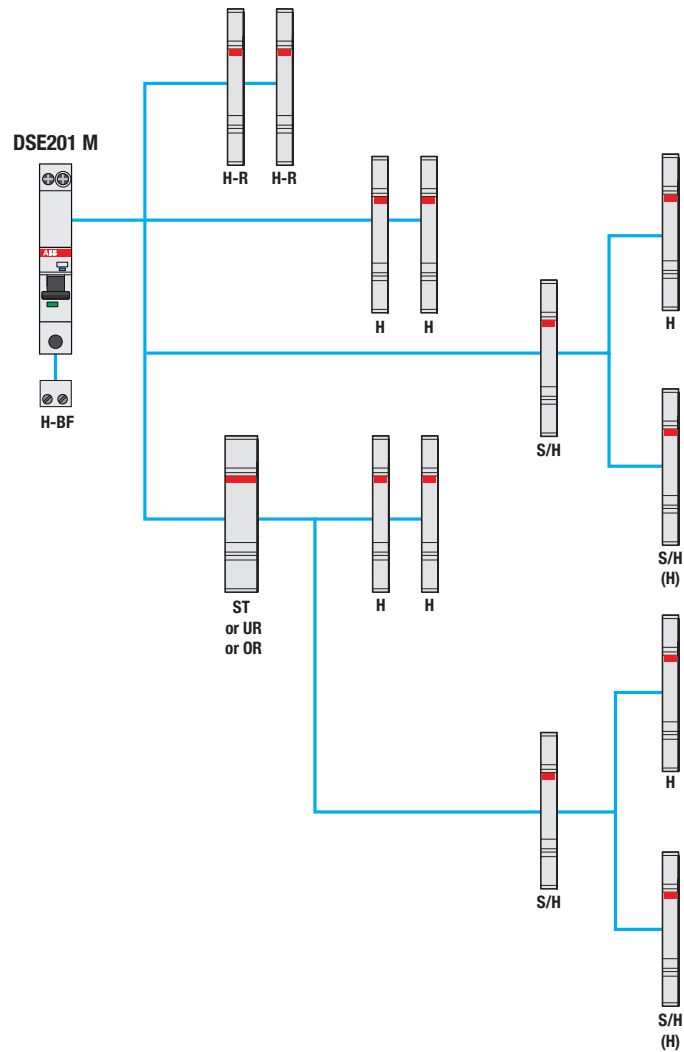 DSE201 M
ABB
H-BF
H-R H-R
H H
H
S/H
S/H
(H)
ST
or UR
or OR
H H
H
S/H
S/H
(H)